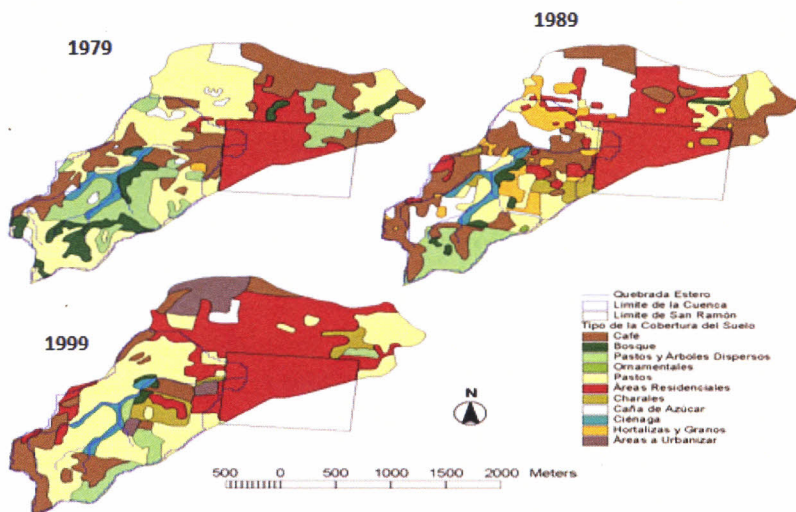 1979
1989
1999
Quebrada Estero
Limite de la Cuenca
Limite de San Ramón
Tipo de la Cobertura del Suelo
Café
Bosque
Pastos y Árboles Dispersos
Ornamentales
Pastos
Áreas Residenciales
Charales
Caña de Azúcar
Ciénaga
Hortalizas y Granos
Áreas a Urbanizar
N
500 0 500 1000 1500 2000 Meters